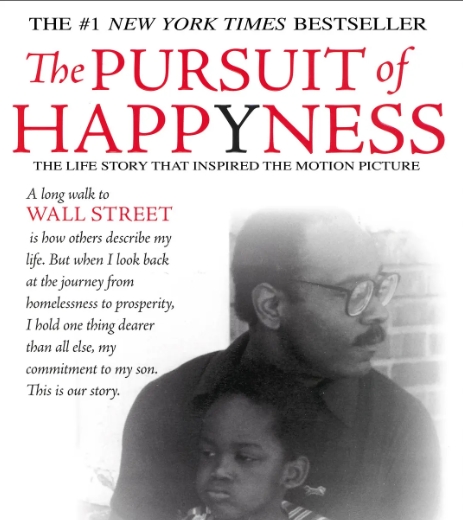 THE #1 NEW YORK TIMES BESTSELLER
The PURSUIT of
HAPPYNESS
THE LIFE STORY THAT INSPIRED THE MOTION PICTURE
A long walk to
WALL STREET
is how others describe my
life. But when I look back
at the journey from
homelessness to prosperity,
I hold one thing dearer
than all else, my
commitment to my son.
This is our story.